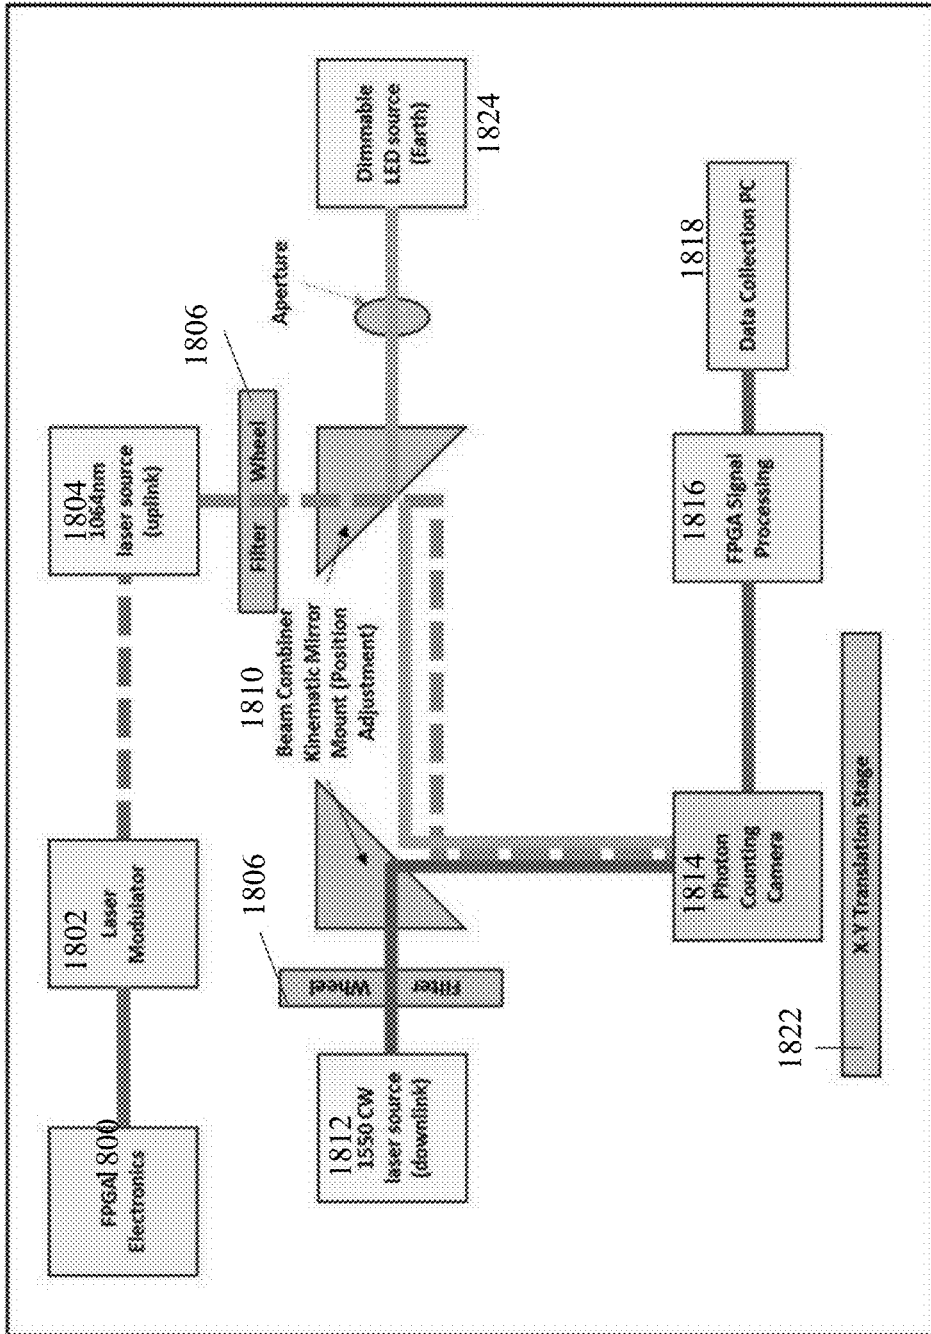 FPGA
1800
Electronics
1802
Laser
Modulator
1804
1064nm
laser source
(uplink)
1806
Filter Wheel
1812
1550 CW
laser source
(downlink)
1806
Filter
Wheel
1810
Beam Combiner
Kinematic Mirror
Mount (Position
Adjustment)
Aperture
Dimmable
LED source
(Earth)
1824
1814
Photon
Counting
Camera
1816
FPGA Signal
Processing
1818
Data Collection PC
1822
X Y Translation Stage